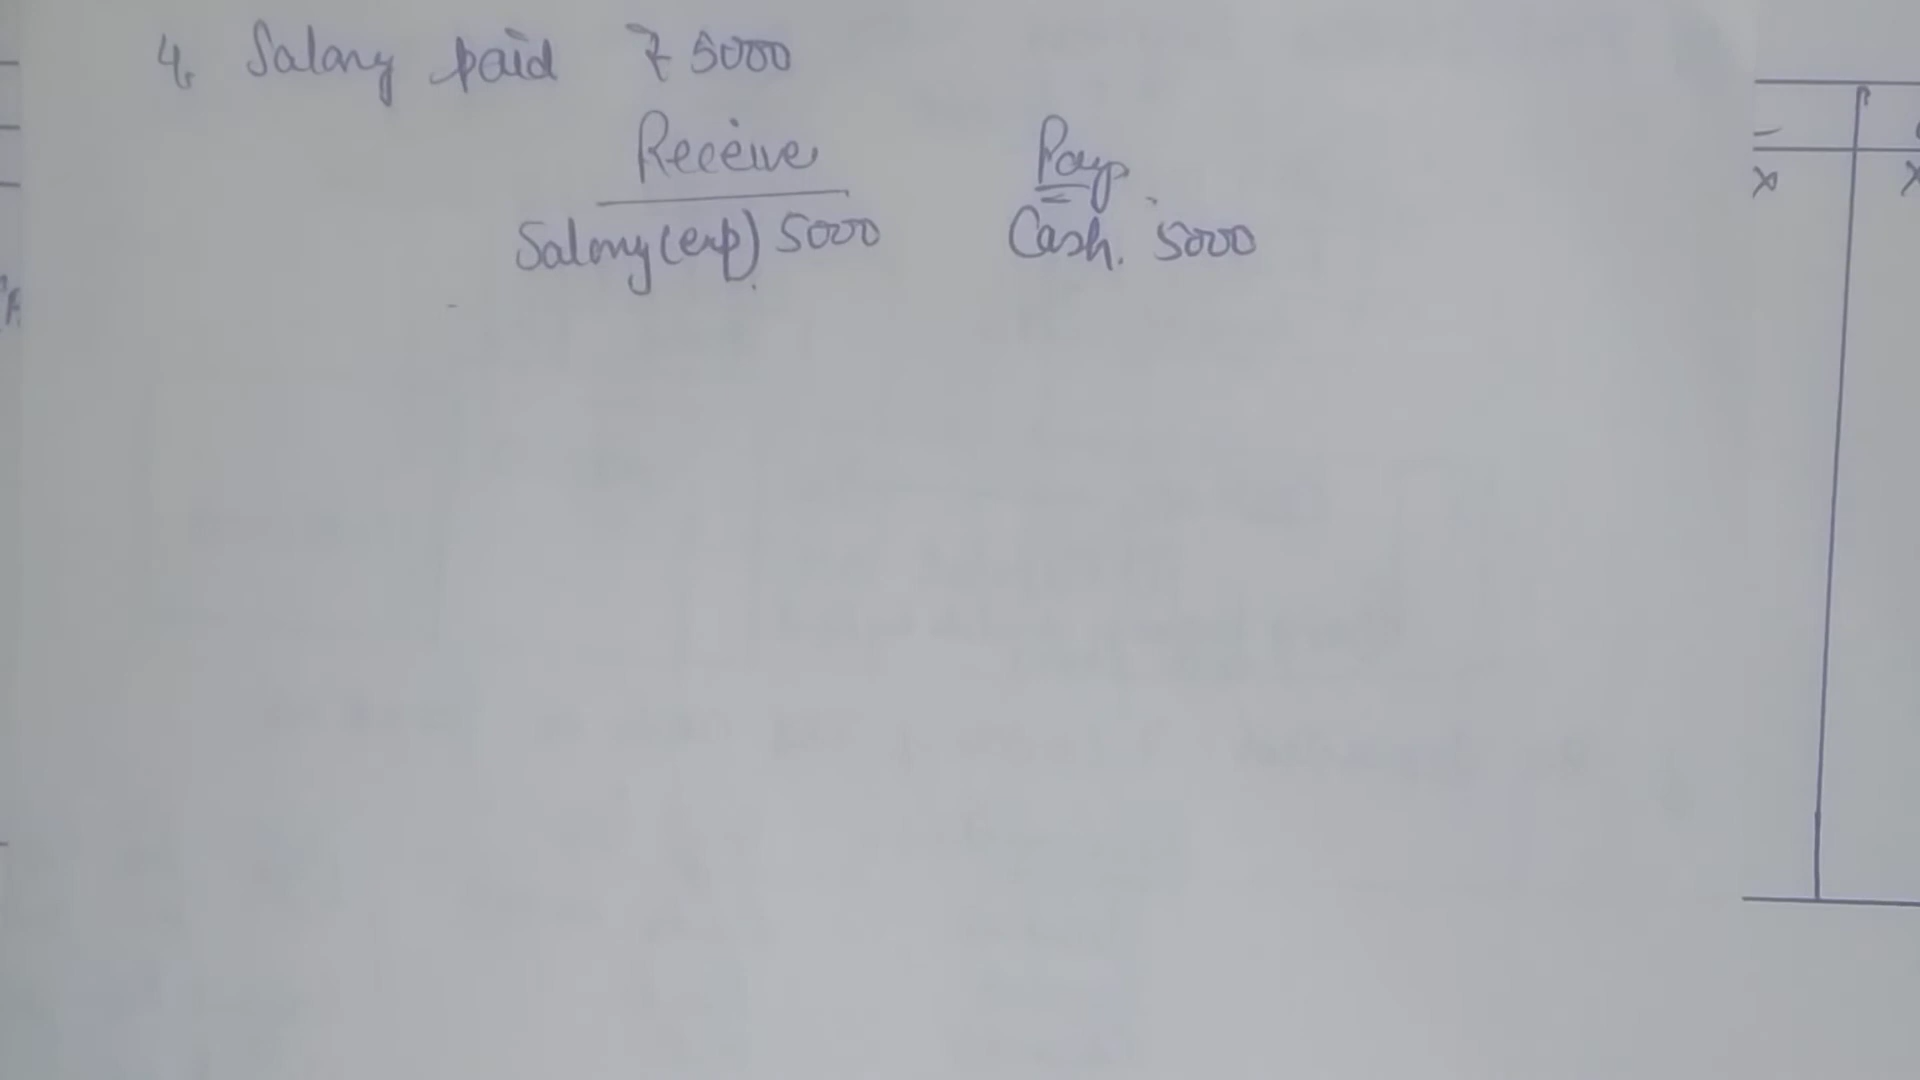 4. Salary paid ₹ 5000
Receive Pay
Salary (exp) 5000 Cash. 5000